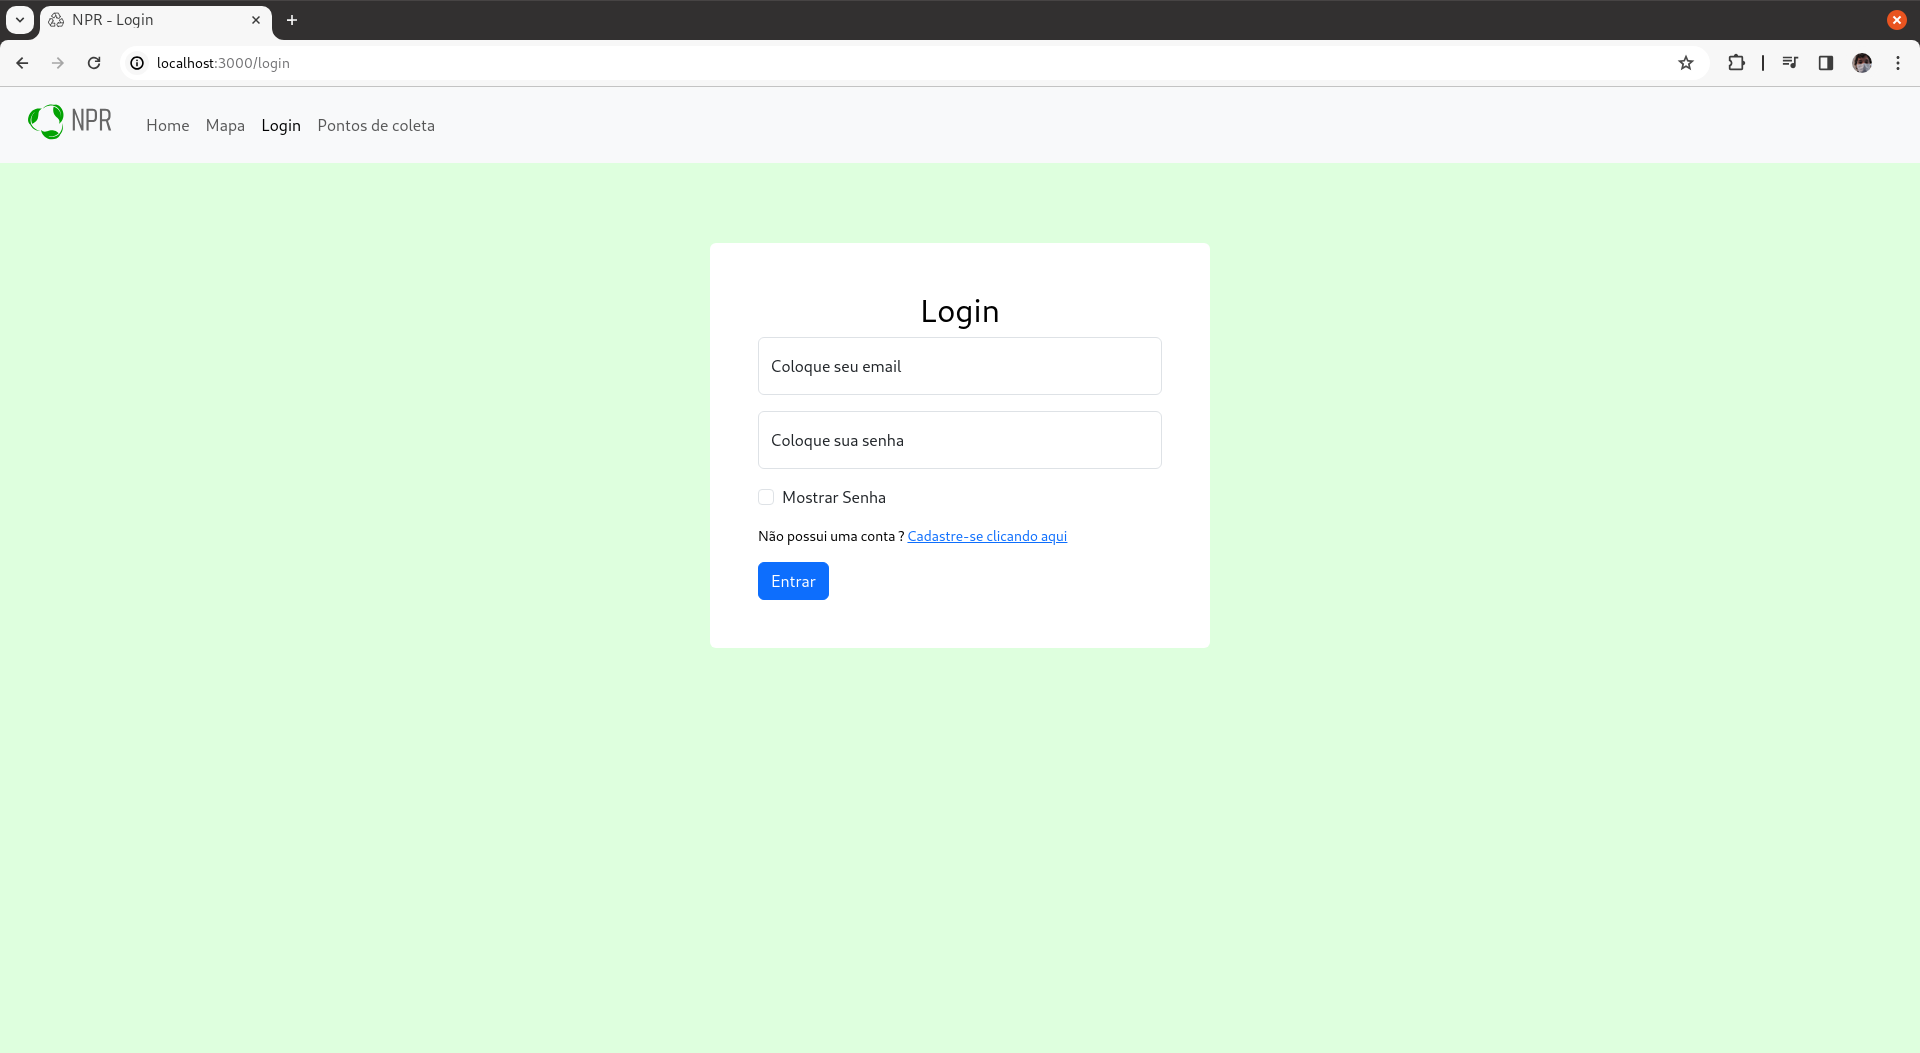 NPR - Login
localhost:3000/login
NPR Home Mapa Login Pontos de coleta
Login
Coloque seu email
Coloque sua senha
Mostrar Senha
Não possui uma conta ? Cadastre-se clicando aqui
Entrar